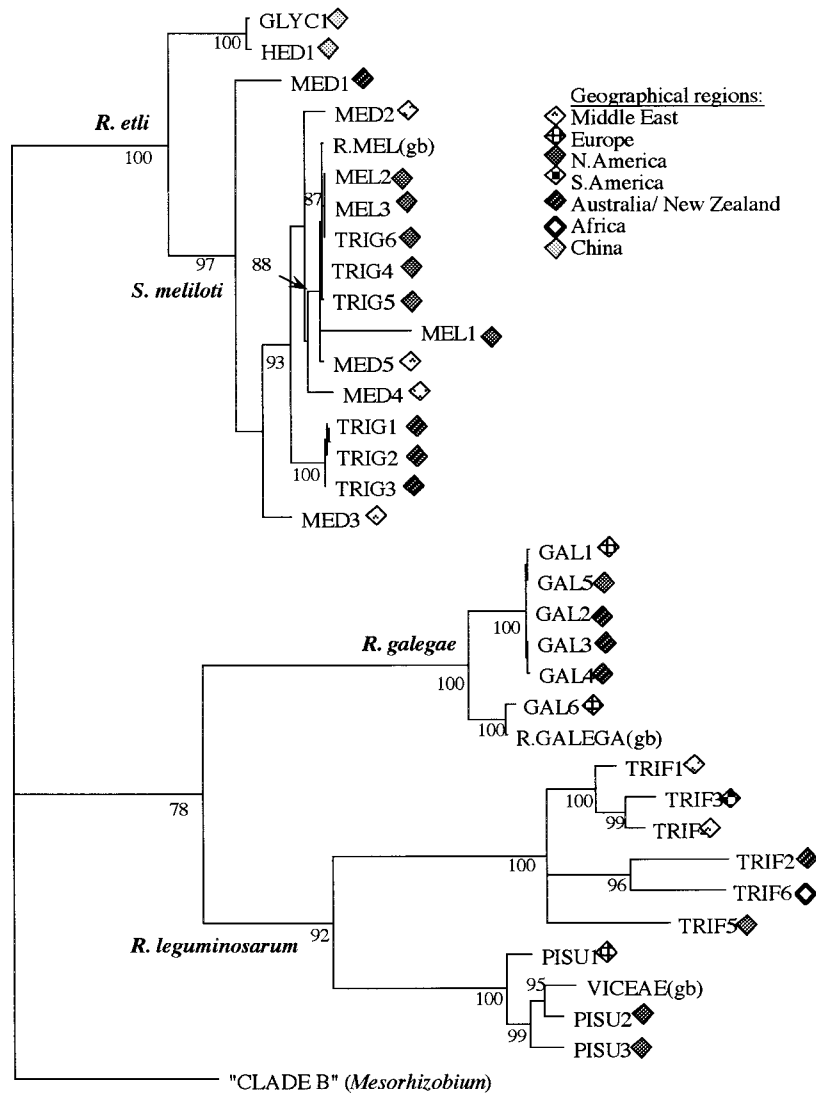 GLYC1
100
HED1
MED1
Geographical regions:
MED2
Middle East
R. etli
Europe
R.MEL(gb)
N.America
100
MEL2
S.America
87
MEL3
Australia/ New Zealand
TRIG6
Africa
China
97
88
TRIG4
S. meliloti
TRIG5
MEL1
93
MED5
MED4
TRIG1
TRIG2
100
TRIG3
MED3
GAL1
GAL5
GAL2
100
R. galegae
GAL3
GAL4
100
GAL6
100
R.GALEGA(gb)
TRIF1
100
TRIF3
78
99
TRIF
TRIF2
100
96
TRIF6
TRIF5
R. leguminosarum
92
PISU1
95
VICEAE(gb)
100
PISU2
99
PISU3
"CLADE B" (Mesorhizobium)